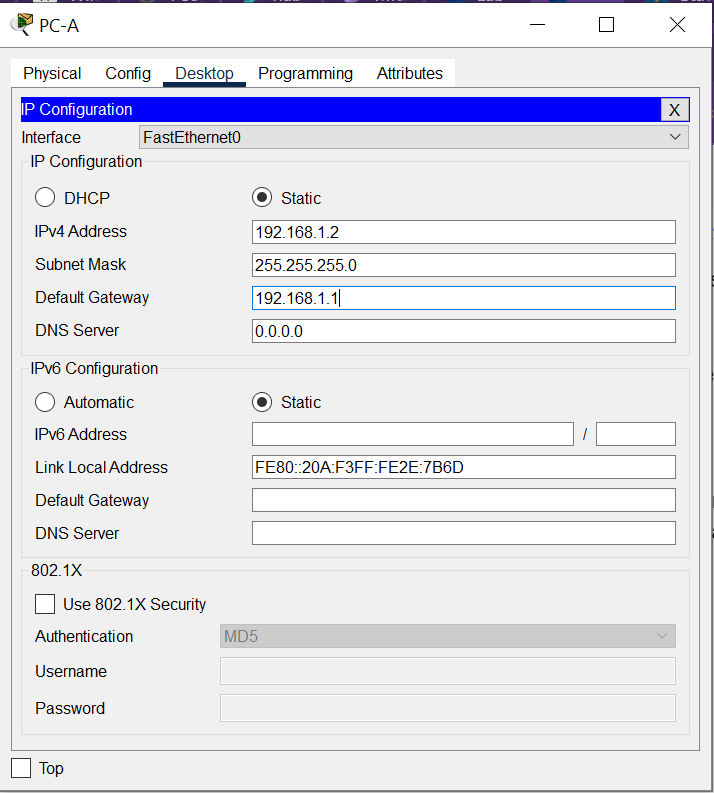 PC-A
Physical Config Desktop Programming Attributes
IP Configuration X
Interface FastEthernet0
IP Configuration
DHCP Static
IPv4 Address 192.168.1.2
Subnet Mask 255.255.255.0
Default Gateway 192.168.1.1
DNS Server 0.0.0.0
IPv6 Configuration
Automatic Static
IPv6 Address /
Link Local Address FE80::20A:F3FF:FE2E:7B6D
Default Gateway
DNS Server
802.1X
Use 802.1X Security
Authentication MD5
Username
Password
Top